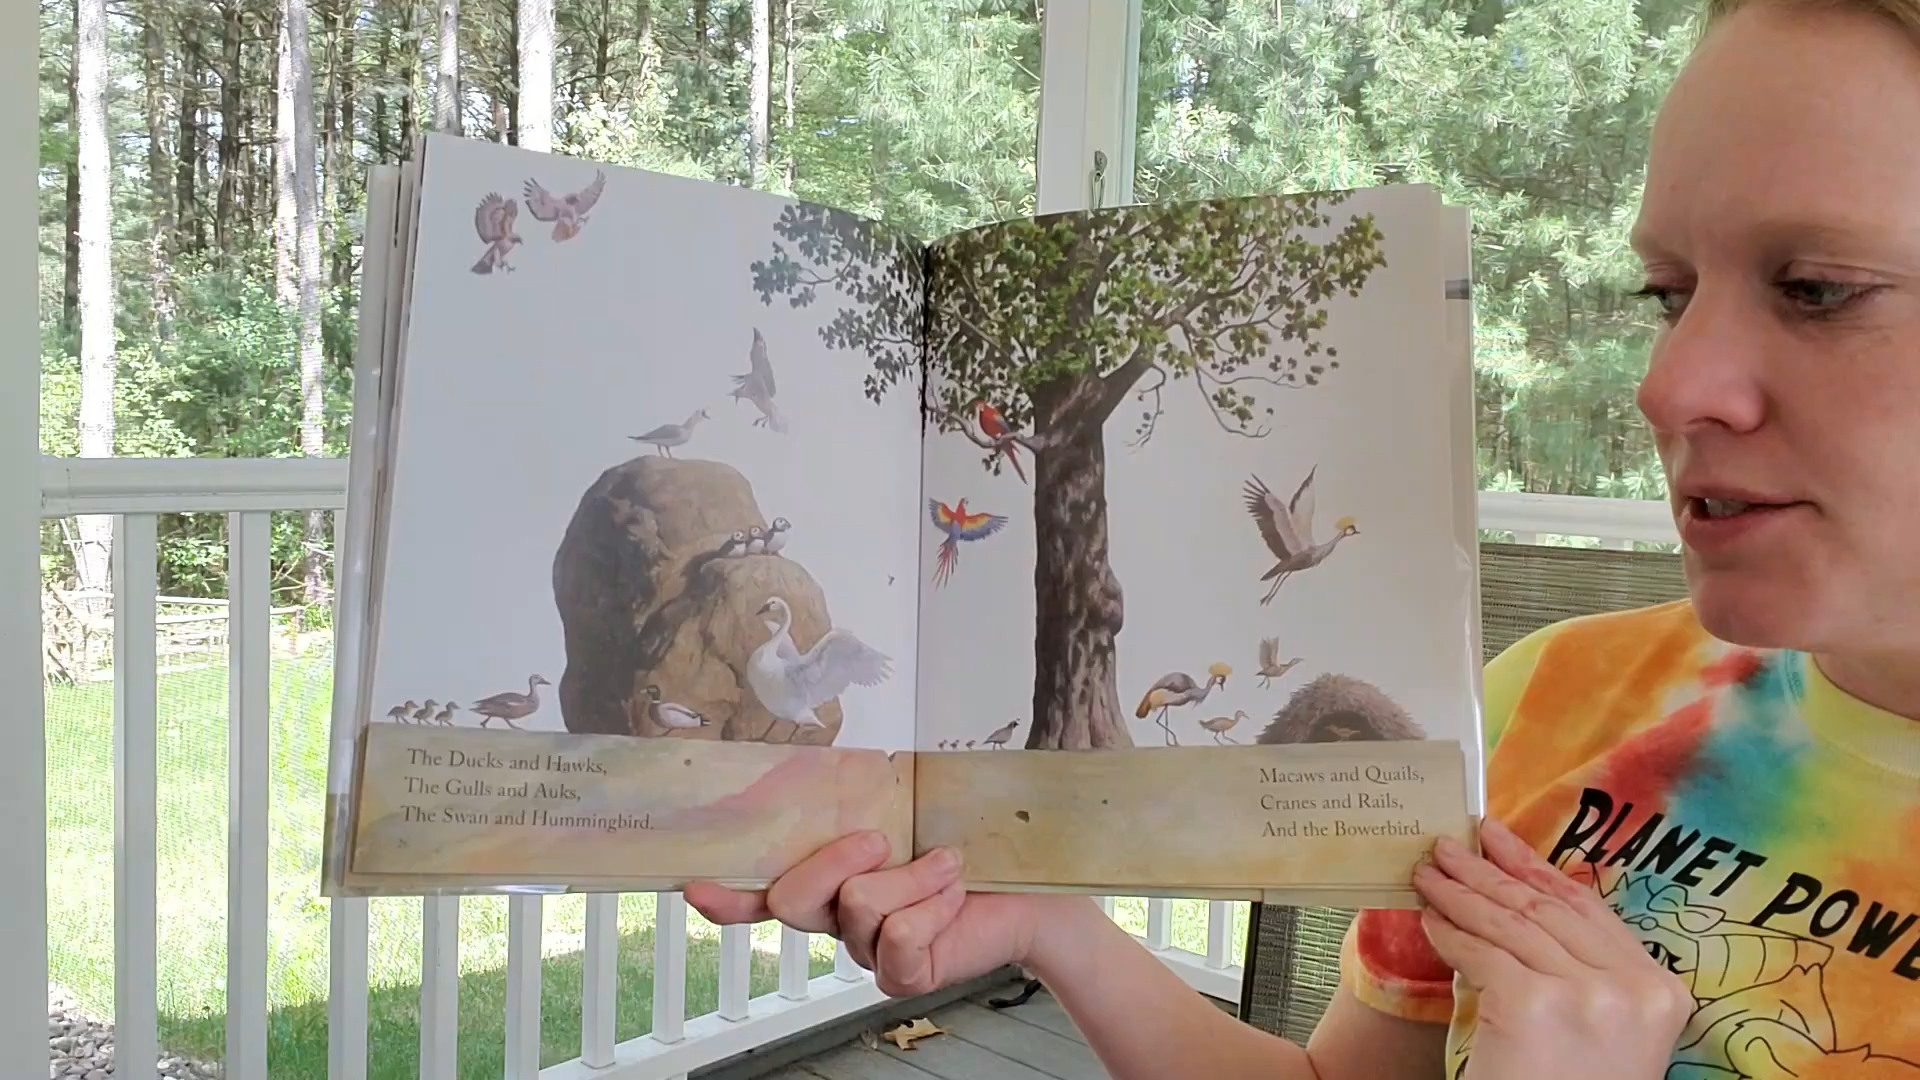 The Ducks and Hawks,
The Gulls and Auks,
The Swan and Hummingbird.
26
Macaws and Quails,
Cranes and Rails,
And the Bowerbird.
PLANET POWE